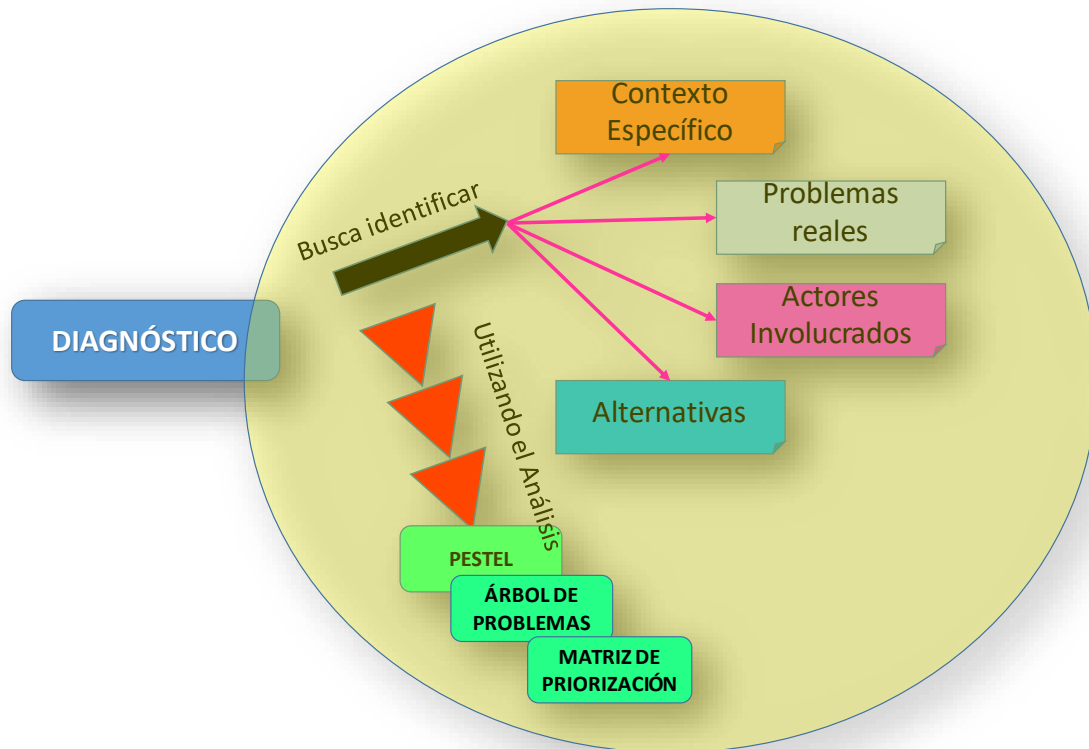 Contexto
Específico
Busca identificar
Problemas
reales
DIAGNÓSTICO
Actores
Involucrados
Utilizando el Análisis
Alternativas
PESTEL
ÁRBOL DE
PROBLEMAS
MATRIZ DE
PRIORIZACIÓN